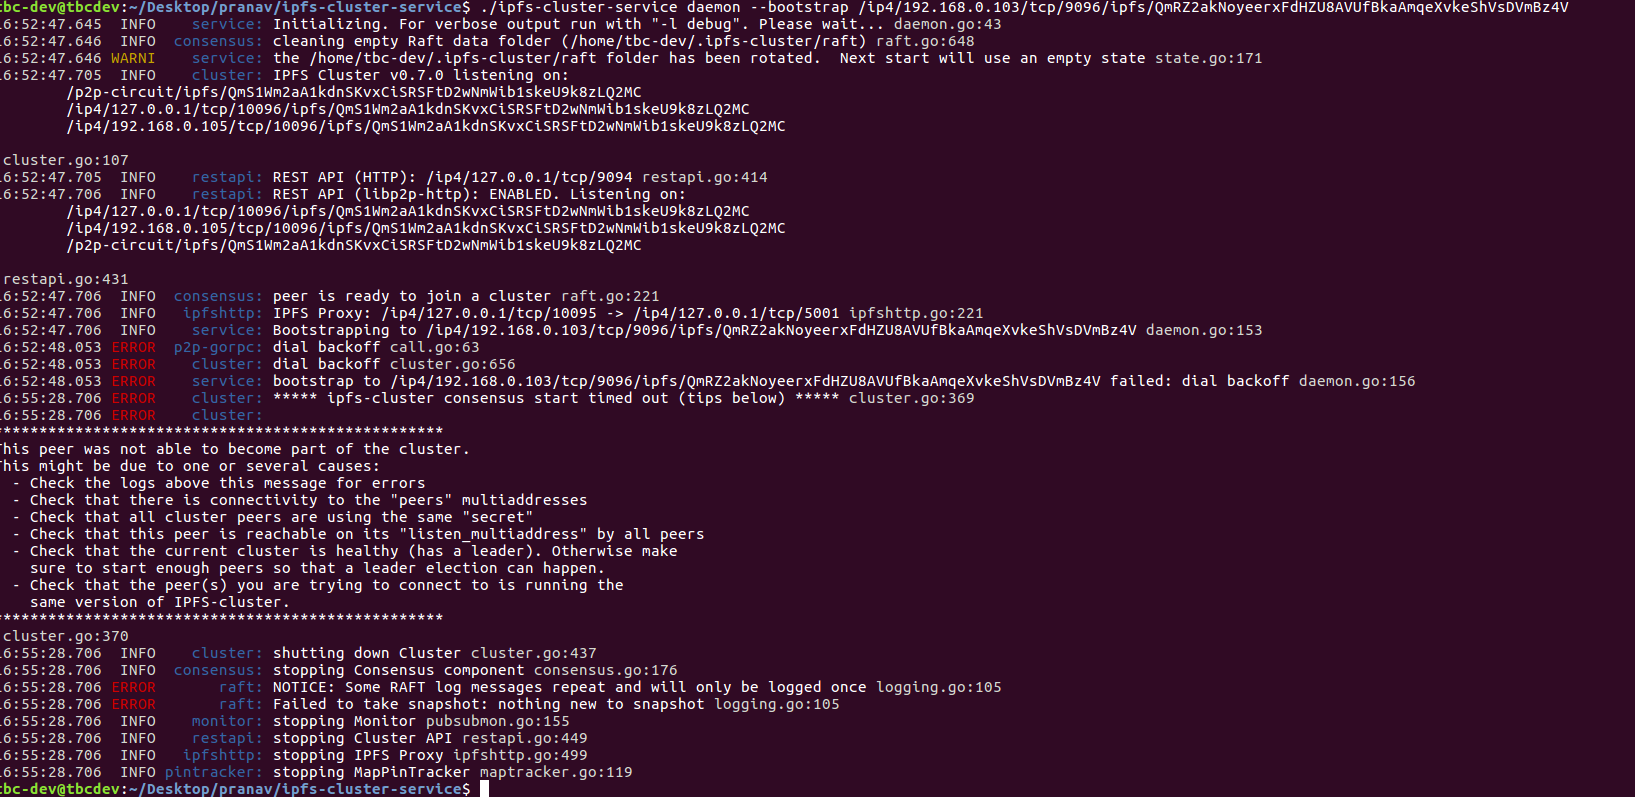 tbc-dev@tbcdev:~/Desktop/pranav/ipfs-cluster-service$ ./ipfs-cluster-service daemon --bootstrap /ip4/192.168.0.103/tcp/9096/ipfs/QmRZ2akNoyeerxFdHZU8AVUfBkaAmqeXvkeShVsDVmBz4V
16:52:47.645  INFO    service: Initializing. For verbose output run with "-l debug". Please wait... daemon.go:43
16:52:47.646  INFO  consensus: cleaning empty Raft data folder (/home/tbc-dev/.ipfs-cluster/raft) raft.go:648
16:52:47.646 WARNI    service: the /home/tbc-dev/.ipfs-cluster/raft folder has been rotated.  Next start will use an empty state state.go:171
16:52:47.705  INFO    cluster: IPFS Cluster v0.7.0 listening on:
/p2p-circuit/ipfs/QmS1Wm2aA1kdnSKvxCiSRSFtD2wNmWib1skeU9k8zLQ2MC
/ip4/127.0.0.1/tcp/10096/ipfs/QmS1Wm2aA1kdnSKvxCiSRSFtD2wNmWib1skeU9k8zLQ2MC
/ip4/192.168.0.105/tcp/10096/ipfs/QmS1Wm2aA1kdnSKvxCiSRSFtD2wNmWib1skeU9k8zLQ2MC
cluster.go:107
16:52:47.705  INFO    restapi: REST API (HTTP): /ip4/127.0.0.1/tcp/9094 restapi.go:414
16:52:47.706  INFO    restapi: REST API (libp2p-http): ENABLED. Listening on:
/ip4/127.0.0.1/tcp/10096/ipfs/QmS1Wm2aA1kdnSKvxCiSRSFtD2wNmWib1skeU9k8zLQ2MC
/ip4/192.168.0.105/tcp/10096/ipfs/QmS1Wm2aA1kdnSKvxCiSRSFtD2wNmWib1skeU9k8zLQ2MC
/p2p-circuit/ipfs/QmS1Wm2aA1kdnSKvxCiSRSFtD2wNmWib1skeU9k8zLQ2MC
restapi.go:431
16:52:47.706  INFO  consensus: peer is ready to join a cluster raft.go:221
16:52:47.706  INFO   ipfshttp: IPFS Proxy: /ip4/127.0.0.1/tcp/10095 -> /ip4/127.0.0.1/tcp/5001 ipfshttp.go:221
16:52:47.706  INFO    service: Bootstrapping to /ip4/192.168.0.103/tcp/9096/ipfs/QmRZ2akNoyeerxFdHZU8AVUfBkaAmqeXvkeShVsDVmBz4V daemon.go:153
16:52:48.053 ERROR  p2p-gorpc: dial backoff call.go:63
16:52:48.053 ERROR    cluster: dial backoff cluster.go:656
16:52:48.053 ERROR    service: bootstrap to /ip4/192.168.0.103/tcp/9096/ipfs/QmRZ2akNoyeerxFdHZU8AVUfBkaAmqeXvkeShVsDVmBz4V failed: dial backoff daemon.go:156
16:55:28.706 ERROR    cluster: ***** ipfs-cluster consensus start timed out (tips below) ***** cluster.go:369
16:55:28.706 ERROR    cluster:
**************************************************
This peer was not able to become part of the cluster.
This might be due to one or several causes:
- Check the logs above this message for errors
- Check that there is connectivity to the "peers" multiaddresses
- Check that all cluster peers are using the same "secret"
- Check that this peer is reachable on its "listen_multiaddress" by all peers
- Check that the current cluster is healthy (has a leader). Otherwise make
sure to start enough peers so that a leader election can happen.
- Check that the peer(s) you are trying to connect to is running the
same version of IPFS-cluster.
**************************************************
cluster.go:370
16:55:28.706  INFO    cluster: shutting down Cluster cluster.go:437
16:55:28.706  INFO  consensus: stopping Consensus component consensus.go:176
16:55:28.706 ERROR       raft: NOTICE: Some RAFT log messages repeat and will only be logged once logging.go:105
16:55:28.706 ERROR       raft: Failed to take snapshot: nothing new to snapshot logging.go:105
16:55:28.706  INFO    monitor: stopping Monitor pubsubmon.go:155
16:55:28.706  INFO    restapi: stopping Cluster API restapi.go:449
16:55:28.706  INFO   ipfshttp: stopping IPFS Proxy ipfshttp.go:499
16:55:28.706  INFO pintracker: stopping MapPinTracker maptracker.go:119
tbc-dev@tbcdev:~/Desktop/pranav/ipfs-cluster-service$